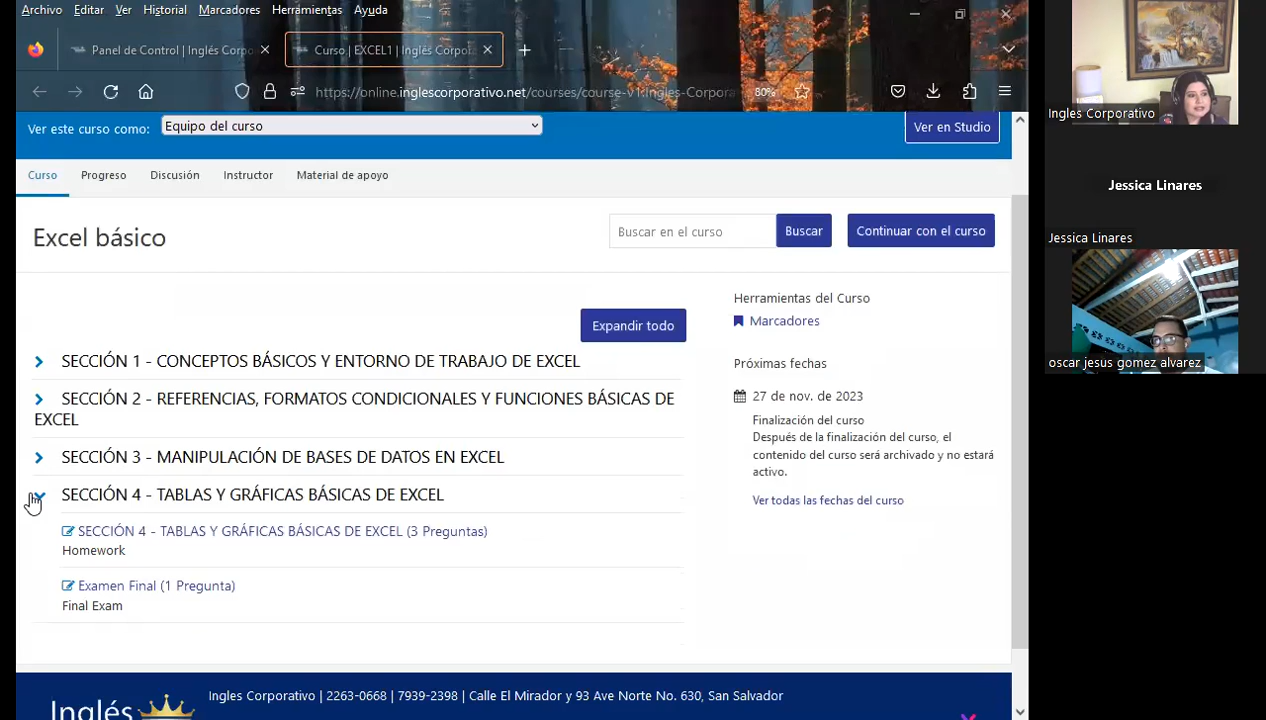 Archivo Editar Ver Historial Marcadores Herramientas Ayuda
Panel de Control | Inglés Corpo
Curso | EXCEL1 | Inglés Corpor
https://online.inglescorporativo.net/courses/course-v1:Ingles-Corpora
80%
Ver este curso como:
Equipo del curso
Ver en Studio
Curso Progreso Discusión Instructor Material de apoyo
Excel básico
Buscar en el curso
Buscar
Continuar con el curso
Expandir todo
SECCIÓN 1 - CONCEPTOS BÁSICOS Y ENTORNO DE TRABAJO DE EXCEL
SECCIÓN 2 - REFERENCIAS, FORMATOS CONDICIONALES Y FUNCIONES BÁSICAS DE
EXCEL
SECCIÓN 3 - MANIPULACIÓN DE BASES DE DATOS EN EXCEL
SECCIÓN 4 - TABLAS Y GRÁFICAS BÁSICAS DE EXCEL
SECCIÓN 4 - TABLAS Y GRÁFICAS BÁSICAS DE EXCEL (3 Preguntas)
Homework
Examen Final (1 Pregunta)
Final Exam
Herramientas del Curso
Marcadores
Próximas fechas
27 de nov. de 2023
Finalización del curso
Después de la finalización del curso, el
contenido del curso será archivado y no estará
activo.
Ver todas las fechas del curso
Inglés
Ingles Corporativo | 2263-0668 | 7939-2398 | Calle El Mirador y 93 Ave Norte No. 630, San Salvador
Ingles Corporativo
Jessica Linares
Jessica Linares
oscar jesus gomez alvarez